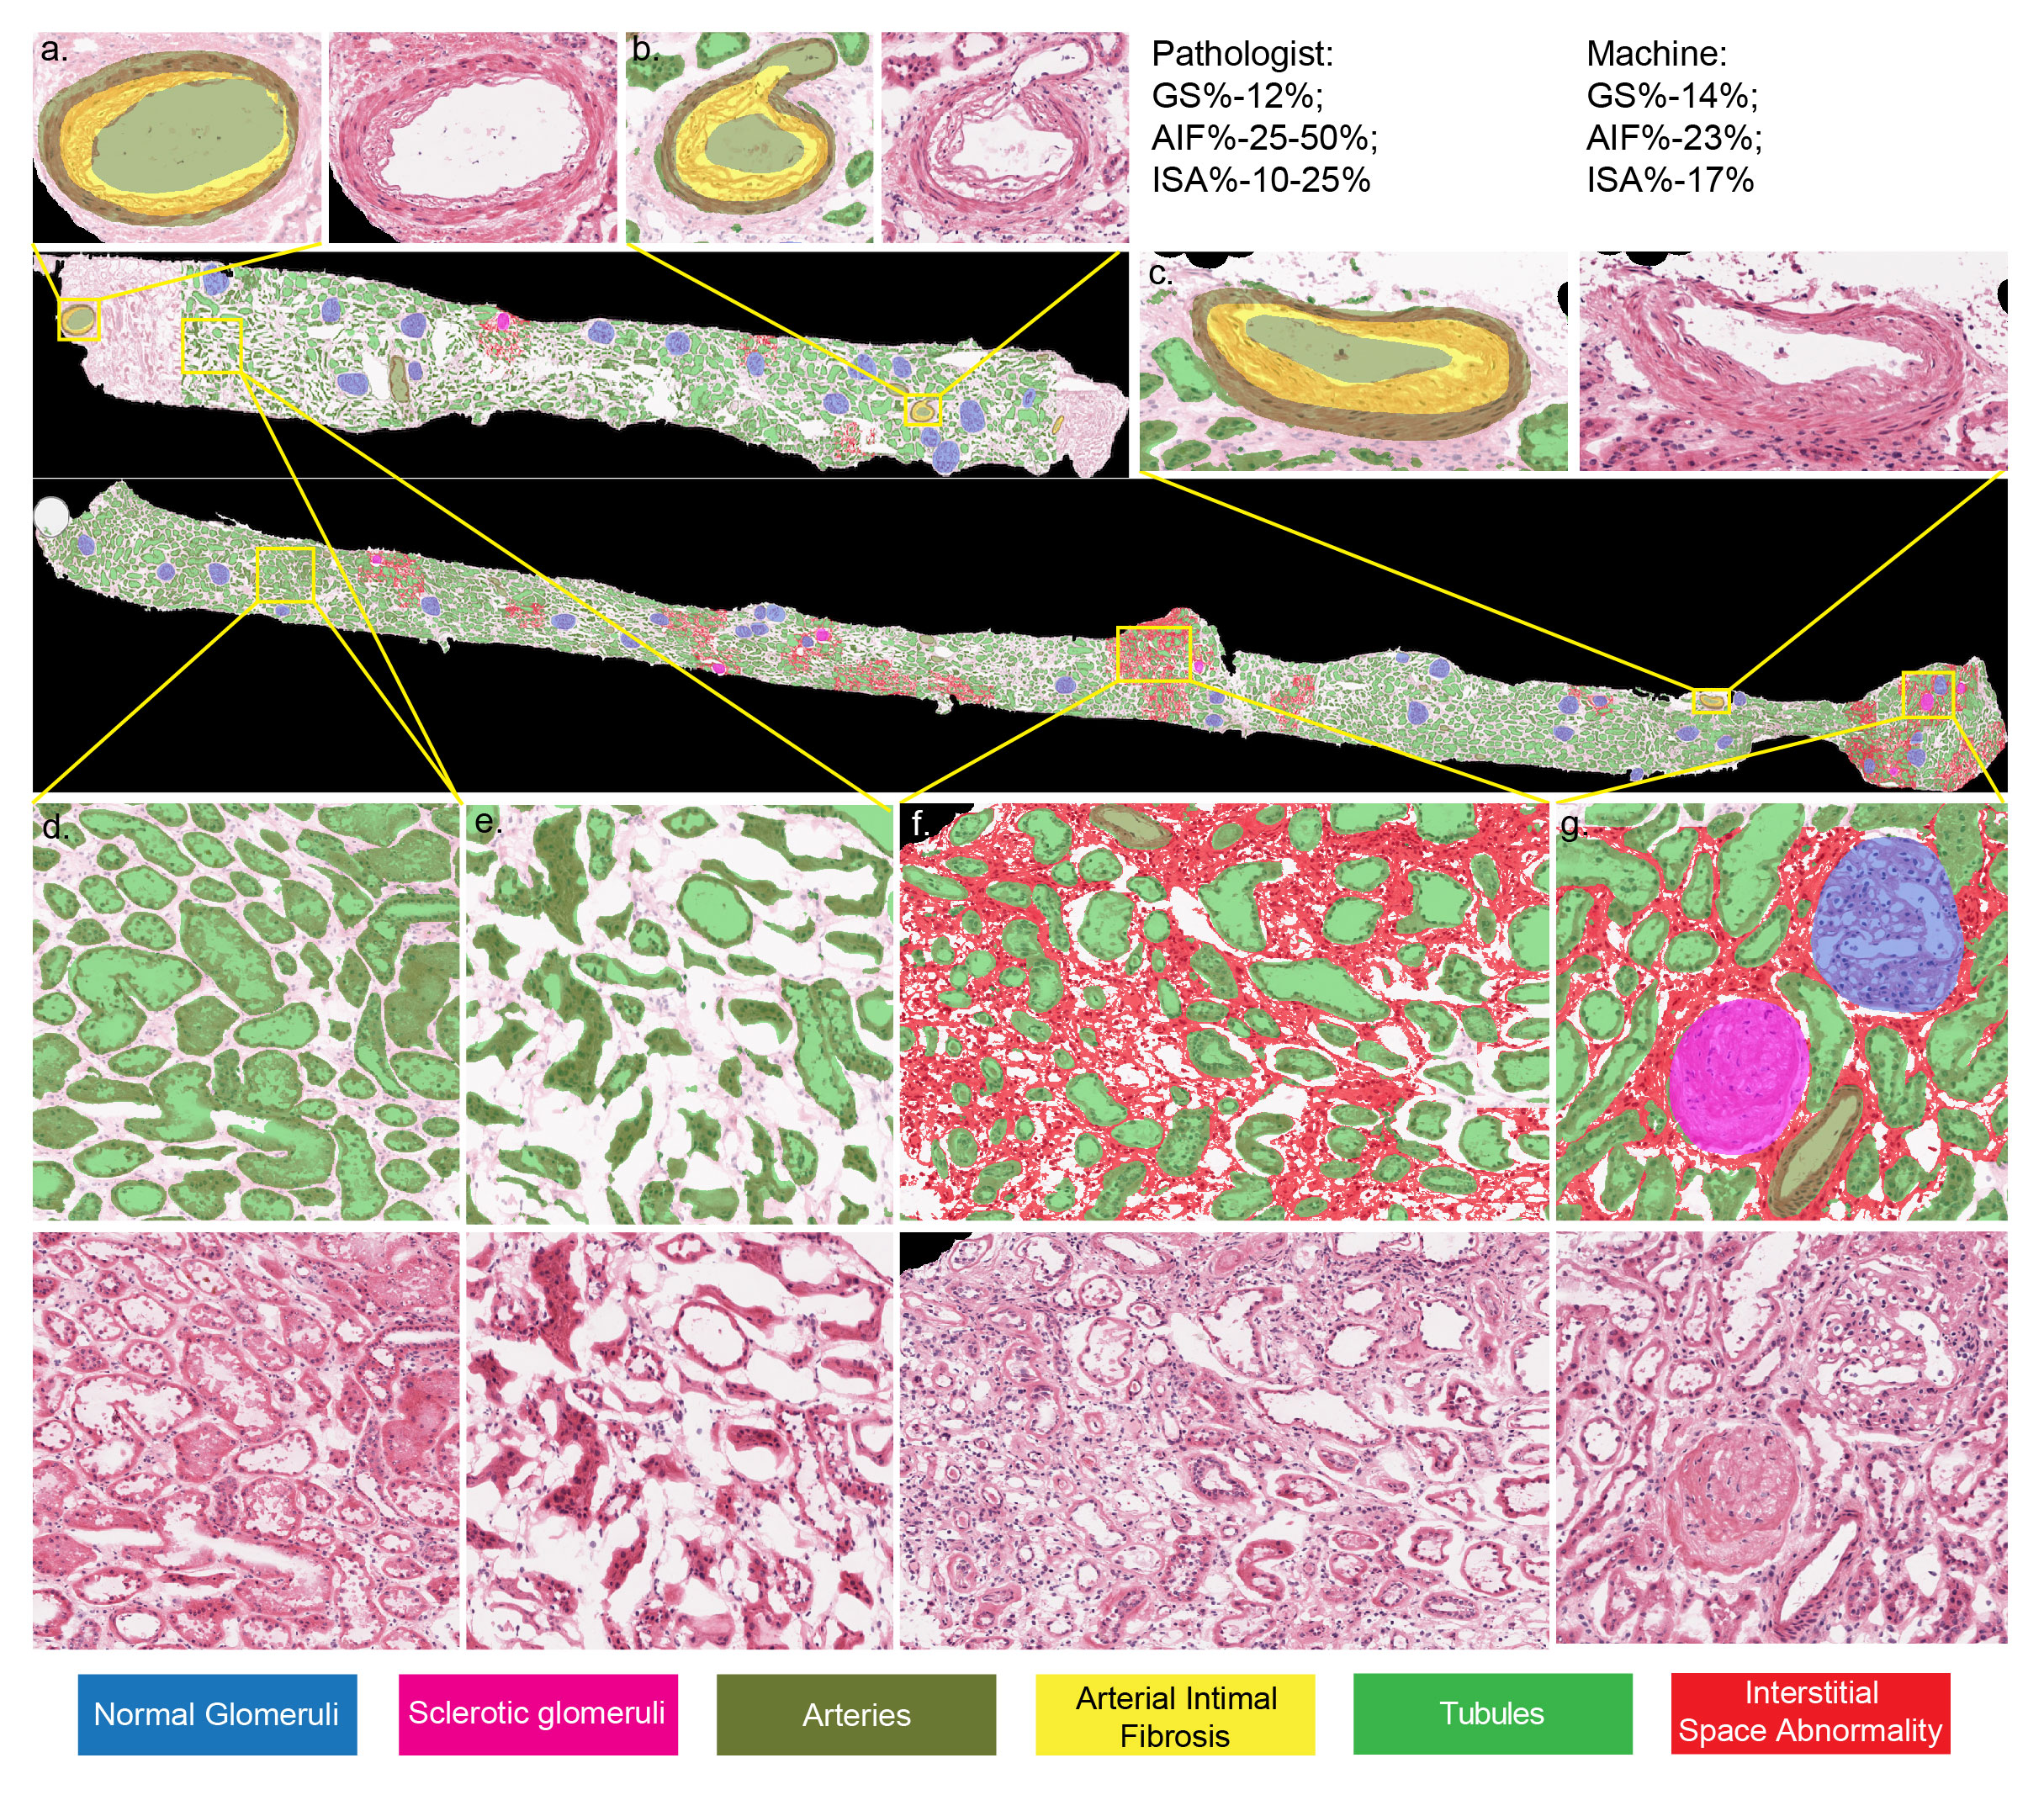 a.
b.
Pathologist:
GS%-12%;
AIF%-25-50%;
ISA%-10-25%
Machine:
GS%-14%;
AIF%-23%;
ISA%-17%
c.
d.
e.
f.
g.
Normal Glomeruli
Sclerotic glomeruli
Arteries
Arterial Intimal
Fibrosis
Tubules
Interstitial
Space Abnormality